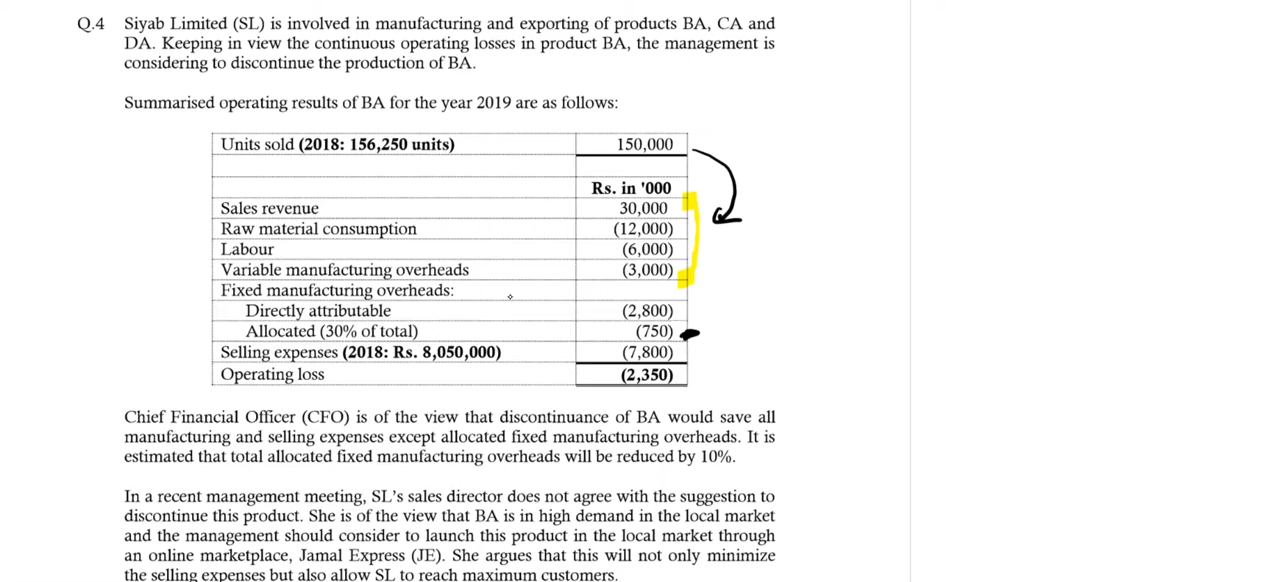 Q.4 Siyab Limited (SL) is involved in manufacturing and exporting of products BA, CA and
DA. Keeping in view the continuous operating losses in product BA, the management is
considering to discontinue the production of BA.
Summarised operating results of BA for the year 2019 are as follows:
Units sold (2018: 156,250 units) 150,000
Rs. in '000
Sales revenue 30,000
Raw material consumption (12,000)
Labour (6,000)
Variable manufacturing overheads (3,000)
Fixed manufacturing overheads:
Directly attributable (2,800)
Allocated (30% of total) (750)
Selling expenses (2018: Rs. 8,050,000) (7,800)
Operating loss (2,350)
Chief Financial Officer (CFO) is of the view that discontinuance of BA would save all
manufacturing and selling expenses except allocated fixed manufacturing overheads. It is
estimated that total allocated fixed manufacturing overheads will be reduced by 10%.
In a recent management meeting, SL's sales director does not agree with the suggestion to
discontinue this product. She is of the view that BA is in high demand in the local market
and the management should consider to launch this product in the local market through
an online marketplace, Jamal Express (JE). She argues that this will not only minimize
the selling expenses but also allow SL to reach maximum customers.